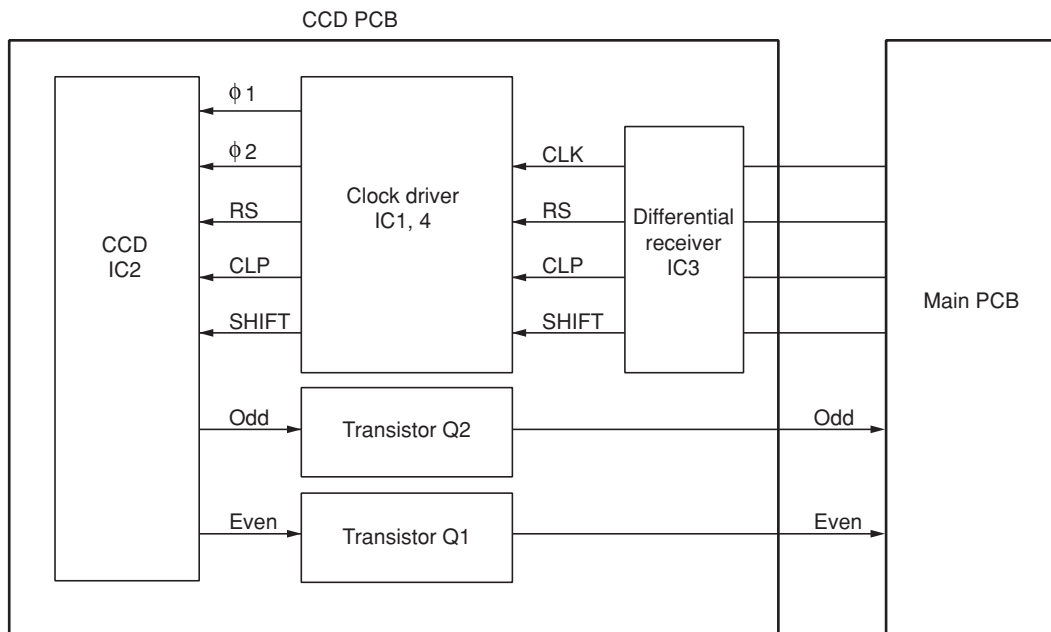 CCD PCB
ϕ1
ϕ2
RS
CLP
SHIFT
CCD
IC2
Clock driver
IC1, 4
CLK
RS
CLP
SHIFT
Differential
receiver
IC3
Main PCB
Odd
Transistor Q2
Odd
Even
Transistor Q1
Even